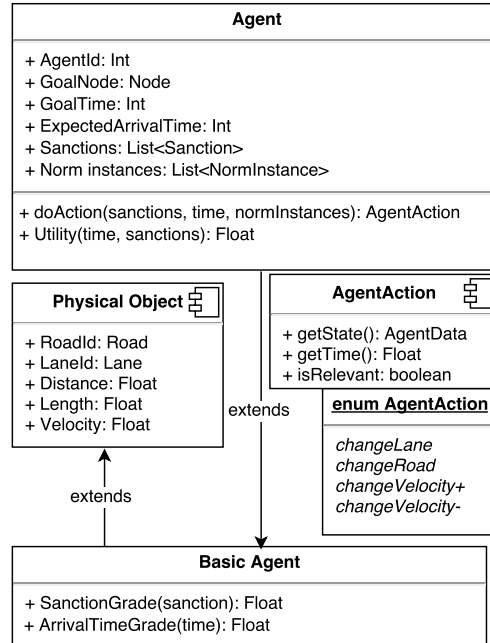 Agent
+ AgentId: Int
+ GoalNode: Node
+ GoalTime: Int
+ ExpectedArrivalTime: Int
+ Sanctions: List<Sanction>
+ Norm instances: List<NormInstance>
+ doAction(sanctions, time, normInstances): AgentAction
+ Utility(time, sanctions): Float
Physical Object
+ RoadId: Road
+ LaneId: Lane
+ Distance: Float
+ Length: Float
+ Velocity: Float
extends
AgentAction
+ getState(): AgentData
+ getTime(): Float
+ isRelevant: boolean
enum AgentAction
changeLane
changeRoad
changeVelocity+
changeVelocity-
extends
Basic Agent
+ SanctionGrade(sanction): Float
+ ArrivalTimeGrade(time): Float